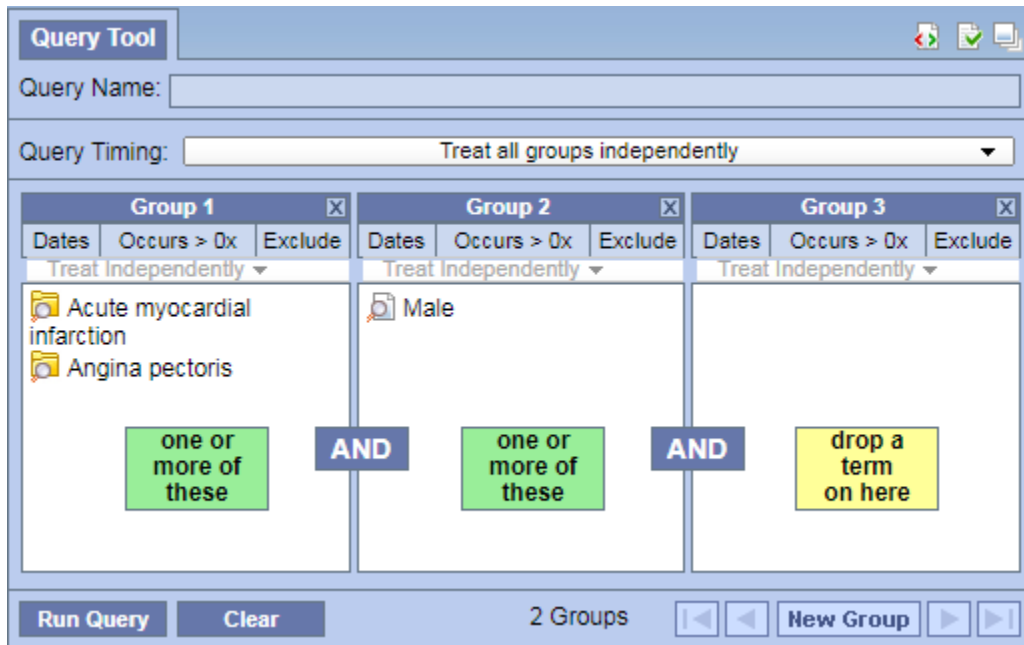 Query Tool
Query Name:
Query Timing: Treat all groups independently
Group 1 X Group 2 X Group 3 X
Dates Occurs > 0x Exclude Dates Occurs > 0x Exclude Dates Occurs > 0x Exclude
Treat Independently Treat Independently Treat Independently
Acute myocardial
infarction
Angina pectoris
one or
more of
these
AND
Male
one or
more of
these
AND
drop a
term
on here
Run Query Clear 2 Groups New Group